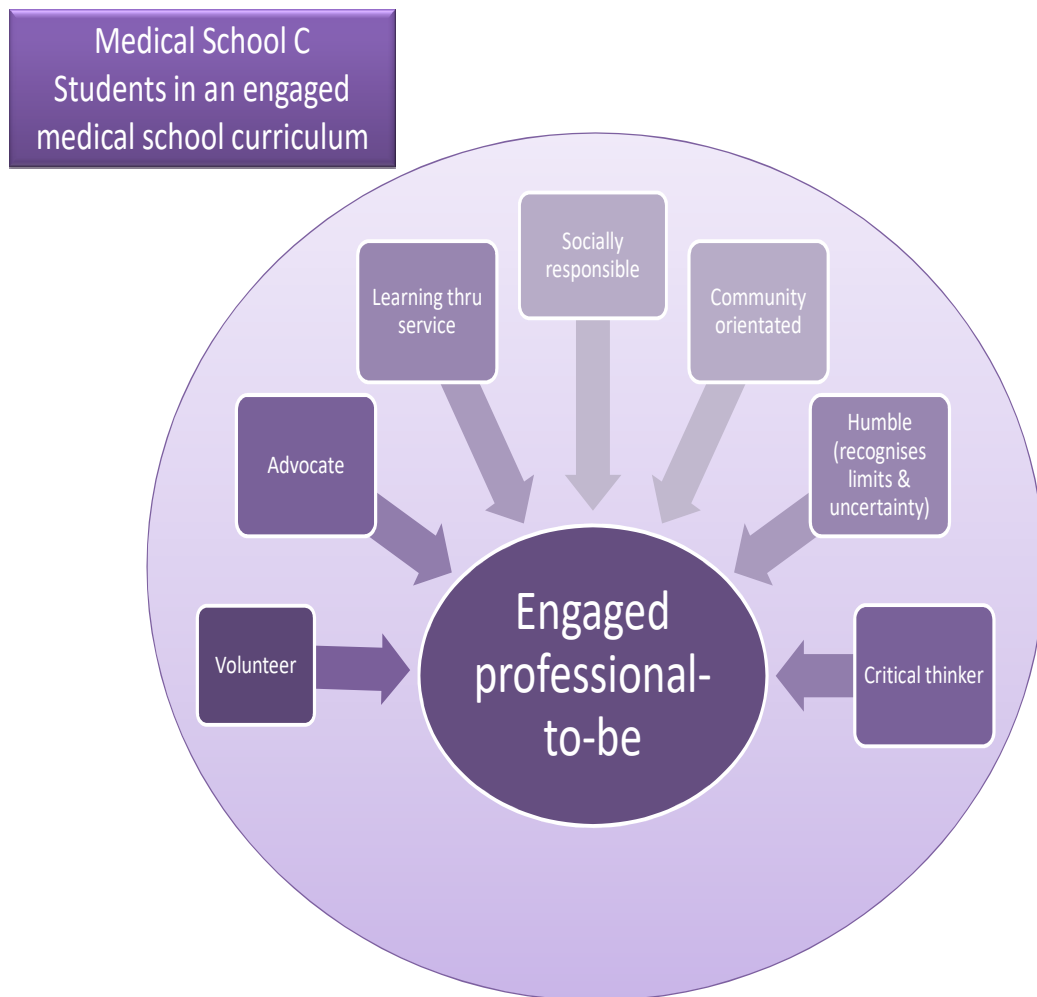 Medical School C
Students in an engaged
medical school curriculum
Socially
responsible
Learning thru
service
Community
orientated
Advocate
Humble
(recognises
limits &
uncertainty)
Volunteer
Engaged
professional-
to-be
Critical thinker